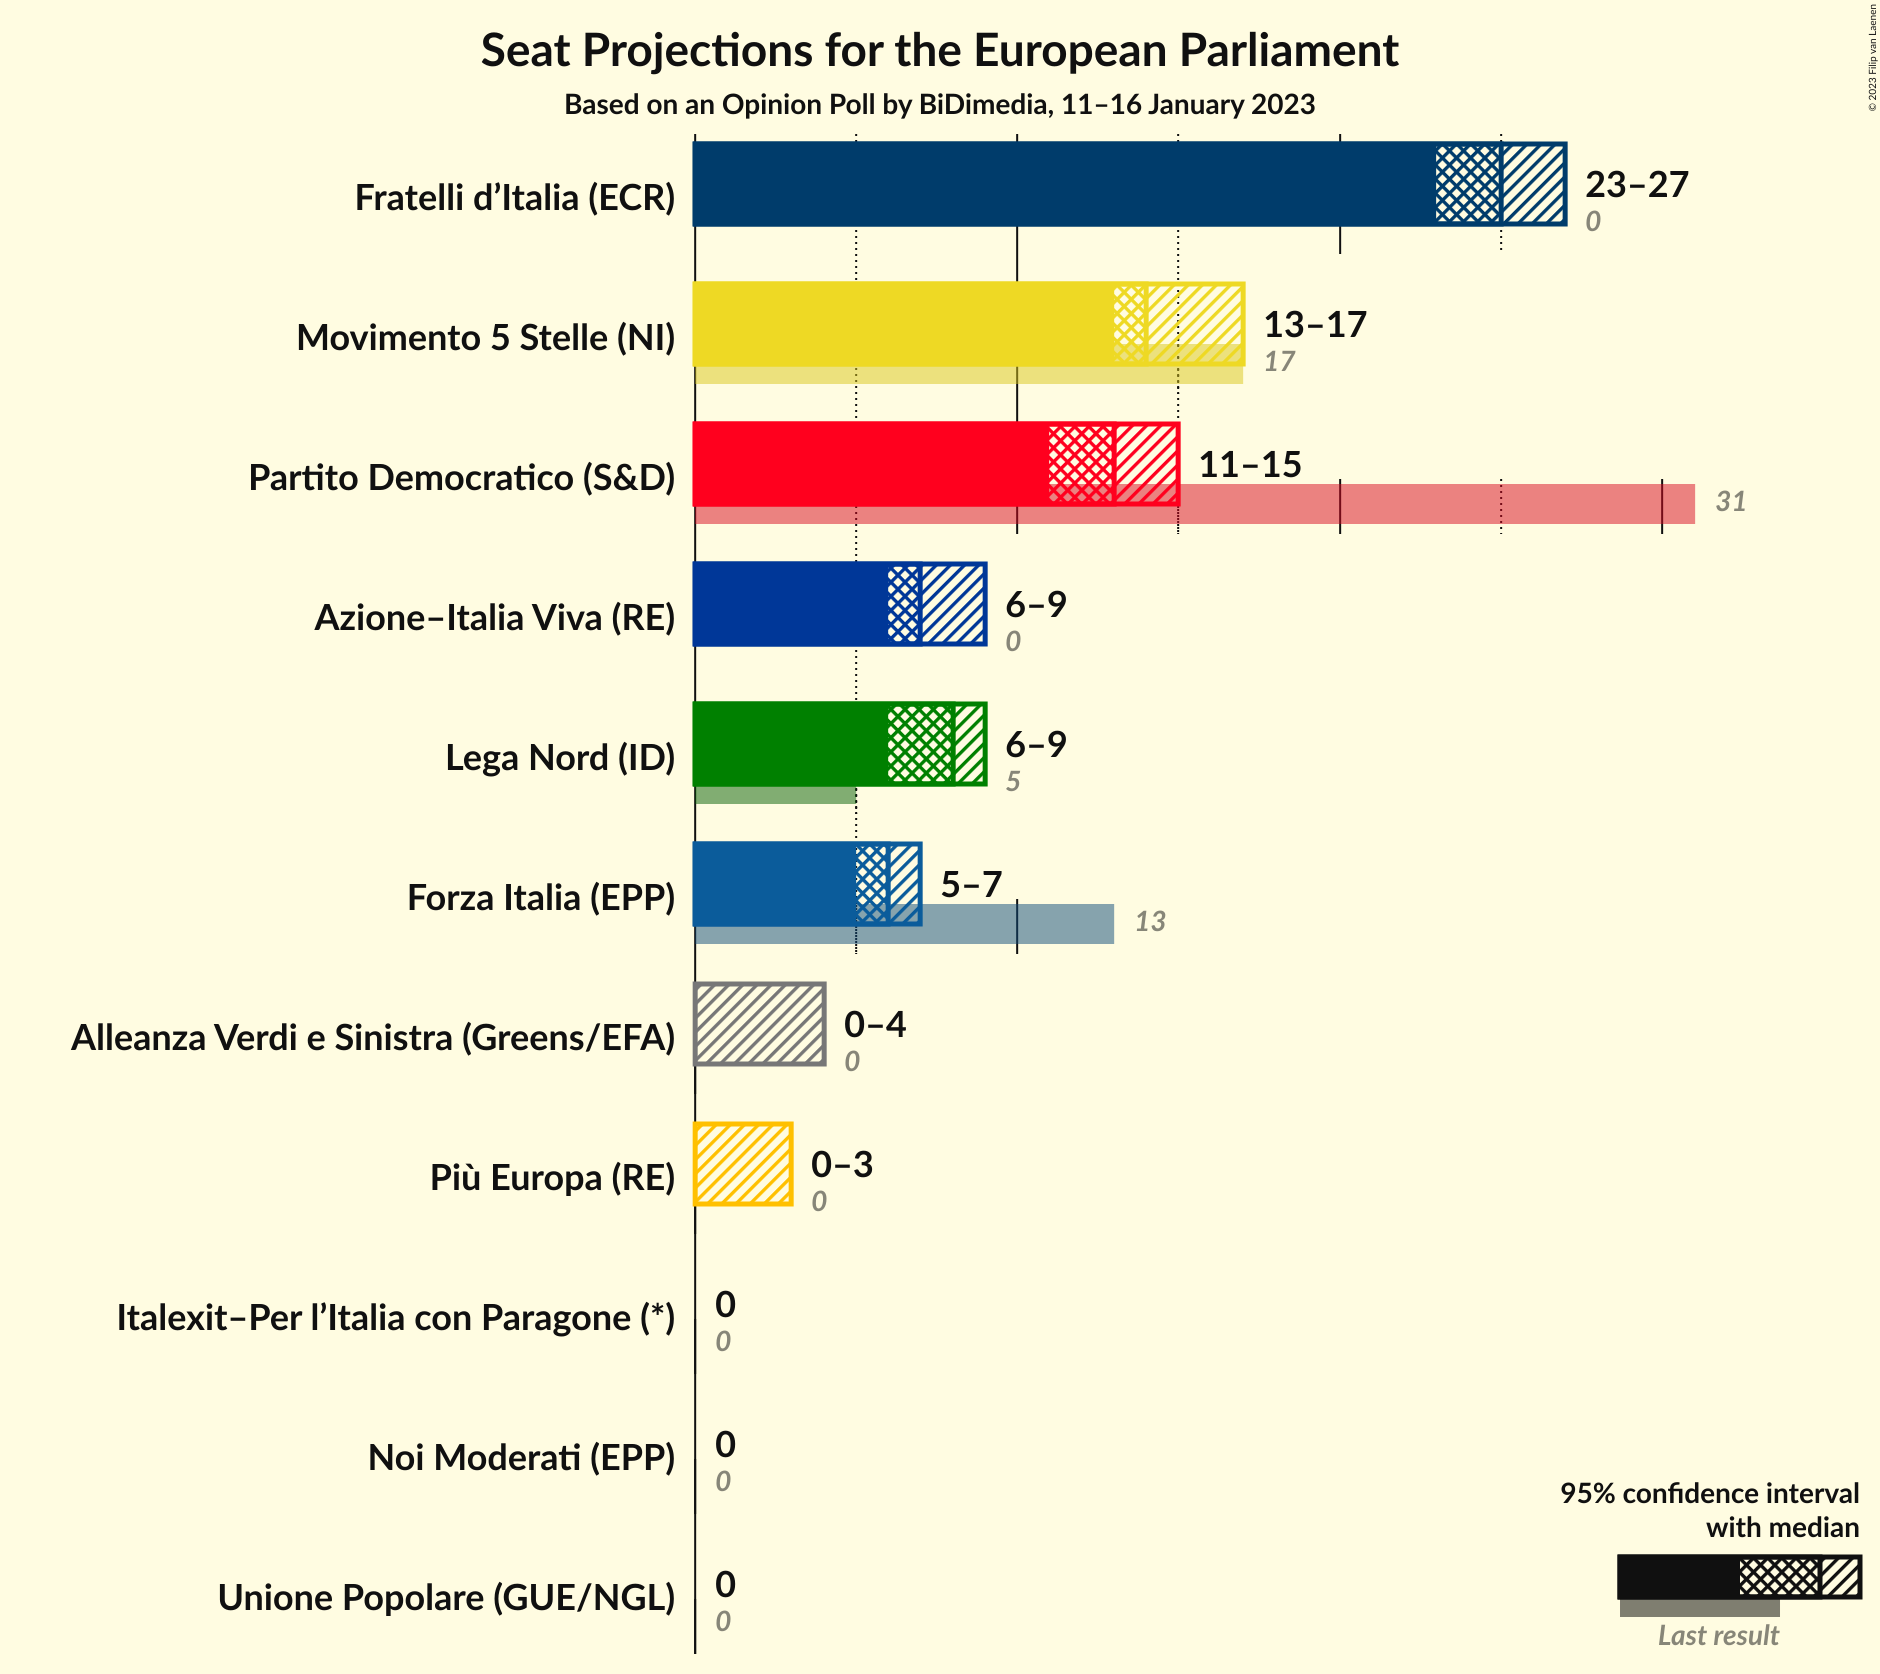 Seat Projections for the European Parliament
Based on an Opinion Poll by BiDimedia, 11–16 January 2023
© 2023 Filip van Laenen
Fratelli d’Italia (ECR)
23–27
0
Movimento 5 Stelle (NI)
13–17
17
Partito Democratico (S&D)
11–15
31
Azione–Italia Viva (RE)
6–9
0
Lega Nord (ID)
6–9
5
Forza Italia (EPP)
5–7
13
Alleanza Verdi e Sinistra (Greens/EFA)
0–4
0
Più Europa (RE)
0–3
0
Italexit–Per l’Italia con Paragone (*)
0
0
Noi Moderati (EPP)
0
0
Unione Popolare (GUE/NGL)
0
0
95% confidence interval
with median
Last result